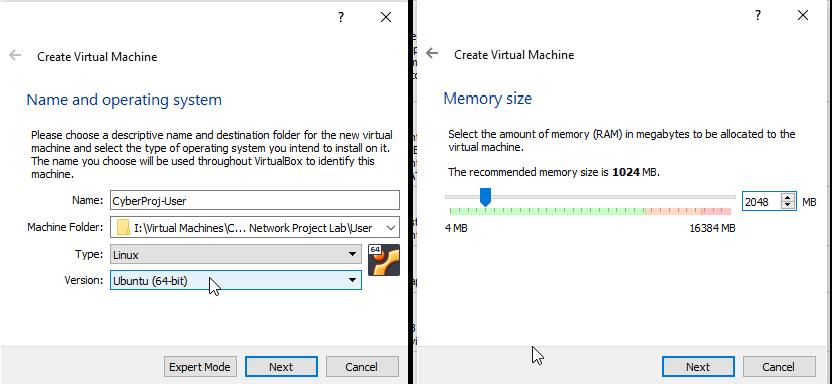 ?
Create Virtual Machine
Name and operating system
Please choose a descriptive name and destination folder for the new virtual
machine and select the type of operating system you intend to install on it.
The name you choose will be used throughout VirtualBox to identify this
machine.
Name: CyberProj-User
Machine Folder: I:\Virtual Machines\C... Network Project Lab\User
Type: Linux
64
Version: Ubuntu (64-bit)
Expert Mode Next Cancel
?
Create Virtual Machine
Memory size
Select the amount of memory (RAM) in megabytes to be allocated to the
virtual machine.
The recommended memory size is 1024 MB.
2048 MB
4 MB 16384 MB
Next Cancel